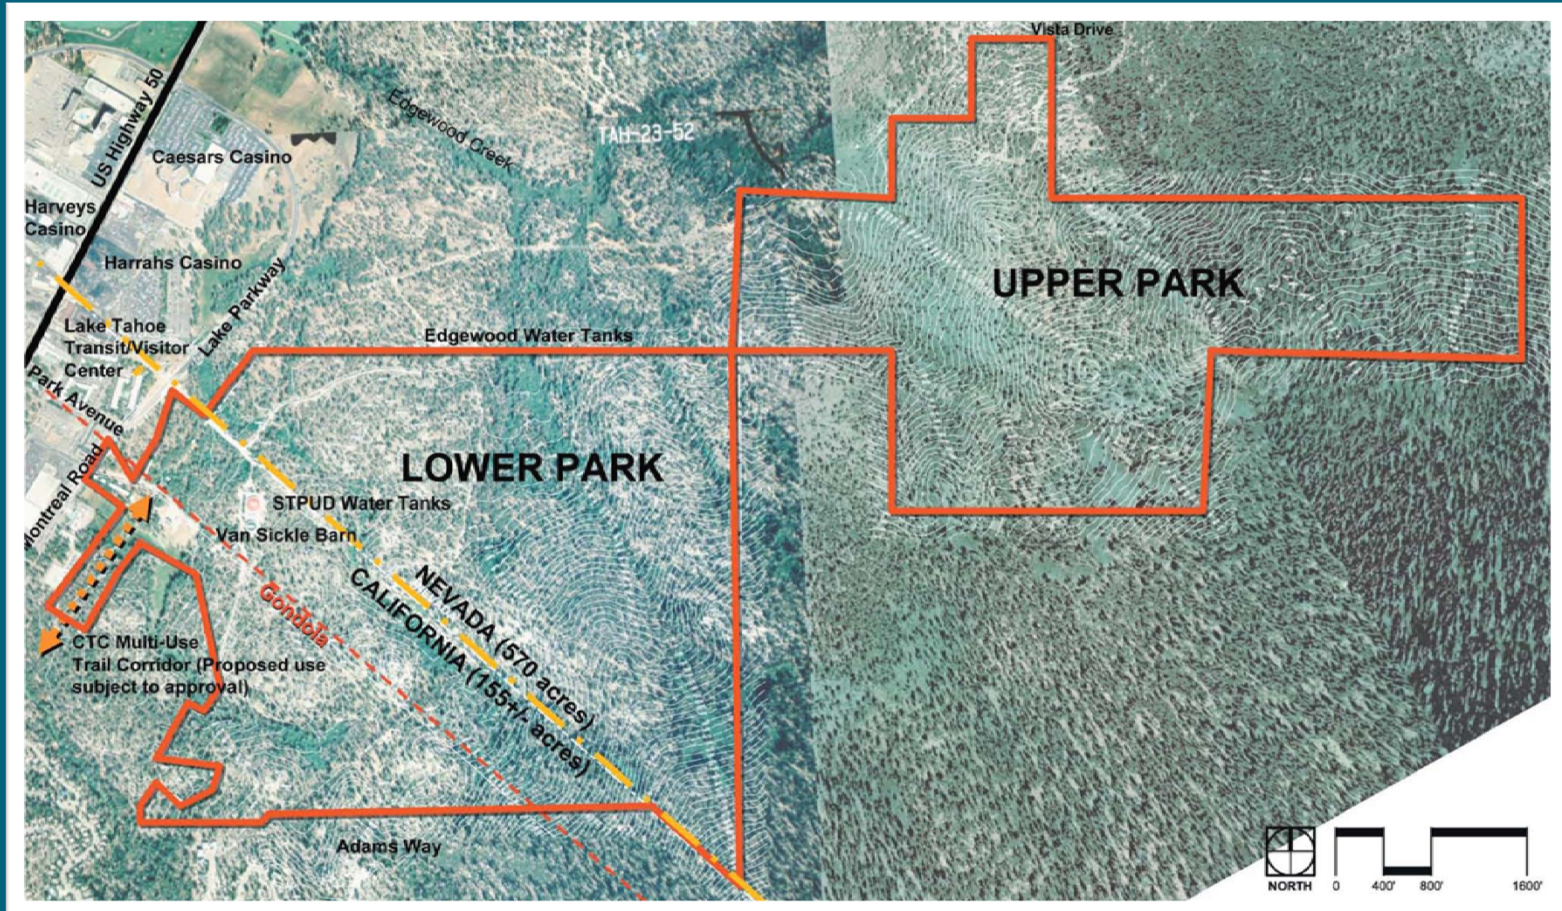 Vista Drive
US Highway 50
Edgewood Creek
TAH-23-52
Caesars Casino
Harveys
Casino
Harrahs Casino
Lake Parkway
UPPER PARK
Lake Tahoe
Transit/Visitor
Center
Edgewood Water Tanks
Park Avenue
LOWER PARK
Montreal Road
STPUD Water Tanks
Van Sickle Barn
NEVADA (570 acres)
CALIFORNIA (155+/- acres)
Gondola
CTC Multi-Use
Trail Corridor (Proposed use
subject to approval)
Adams Way
NORTH
0 400' 800' 1600'